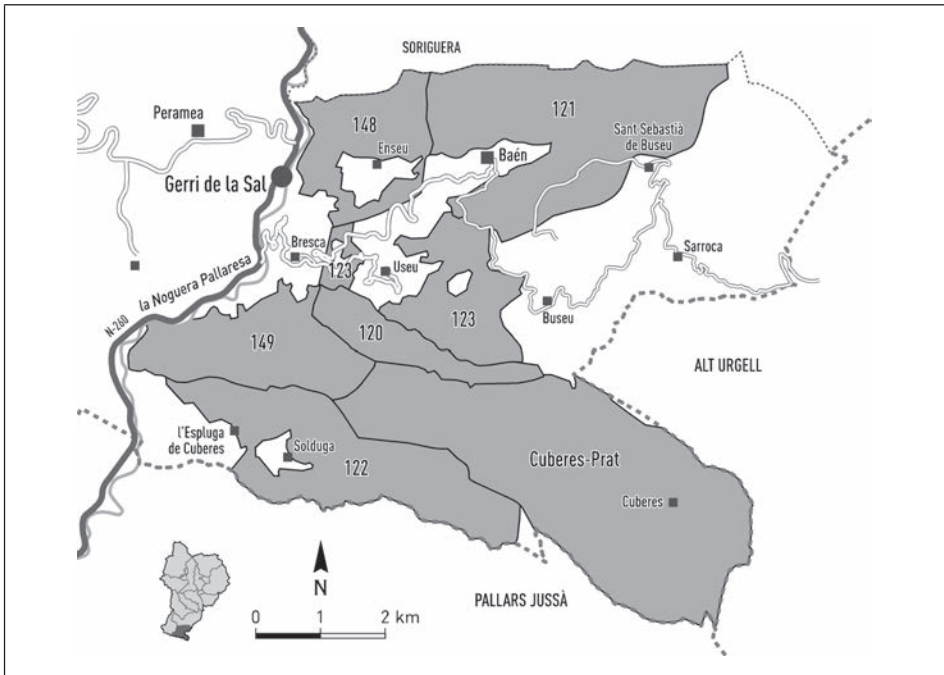 SORIGUERA
Peramea
148
121
Enseu
Baén
Sant Sebastià
de Buseu
Gerri de la Sal
Bresca
123
Useu
Sarroca
la Noguera Pallaresa
N-260
123
Buseu
149
120
ALT URGELL
l'Espluga
de Cuberes
Solduga
122
Cuberes-Prat
Cuberes
N
PALLARS JUSSÀ
0 1 2 km